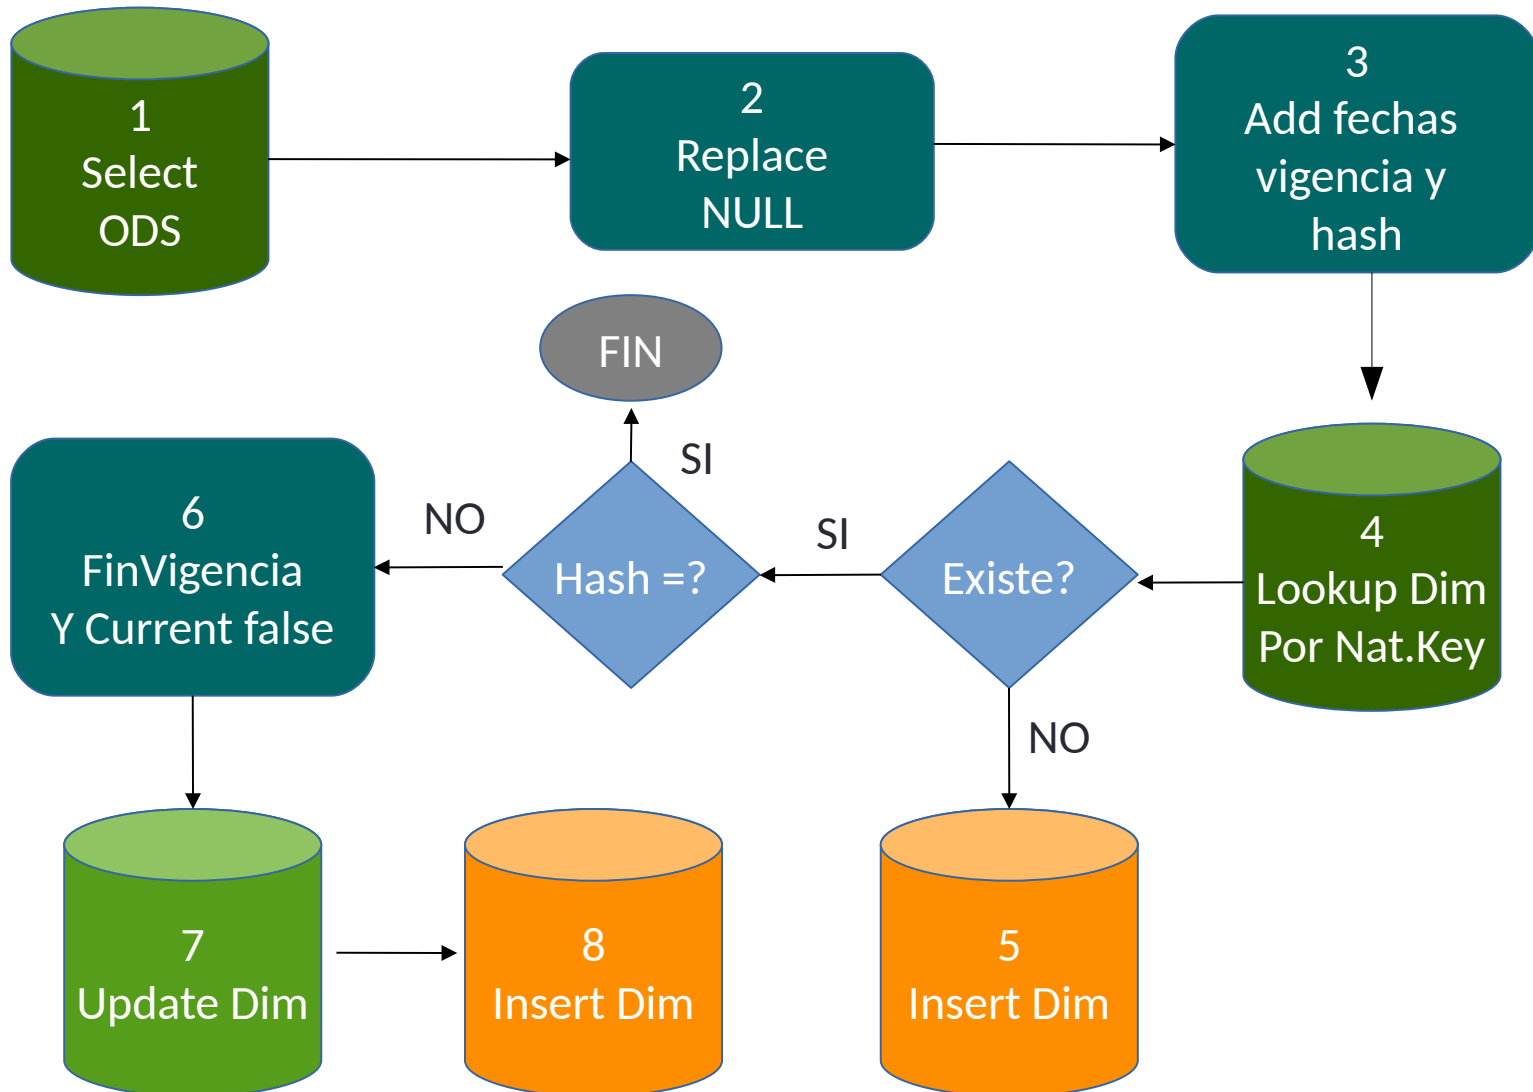 1
Select
ODS
2
Replace
NULL
3
Add fechas
vigencia y
hash
FIN
SI
NO
6
FinVigencia
Y Current false
Hash =?
SI
Existe?
4
Lookup Dim
Por Nat.Key
NO
7
Update Dim
8
Insert Dim
5
Insert Dim